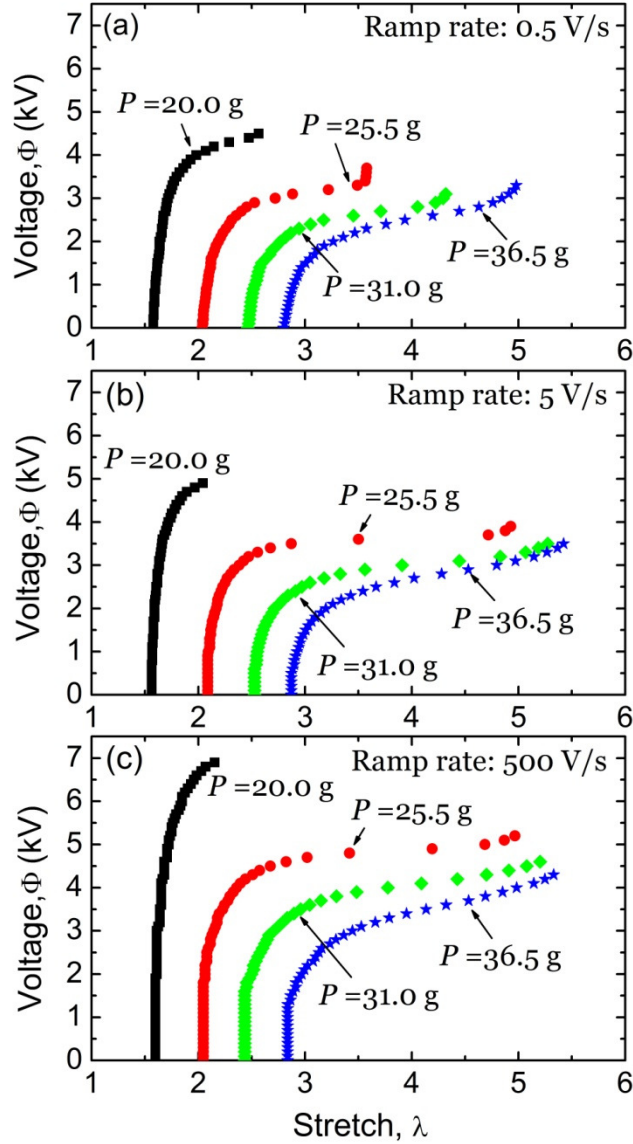 (a) Ramp rate: 0.5 V/s
7
6
5
4
3
2
1
0
Voltage, Φ (kV)
P =20.0 g
P =25.5 g
P =31.0 g
P =36.5 g
1 2 3 4 5 6
(b) Ramp rate: 5 V/s
7
6
5
4
3
2
1
0
Voltage, Φ (kV)
P =20.0 g
P =25.5 g
P =31.0 g
P =36.5 g
1 2 3 4 5 6
(c) Ramp rate: 500 V/s
7
6
5
4
3
2
1
0
Voltage, Φ (kV)
P =20.0 g
P =25.5 g
P =31.0 g
P =36.5 g
1 2 3 4 5 6
Stretch, λ